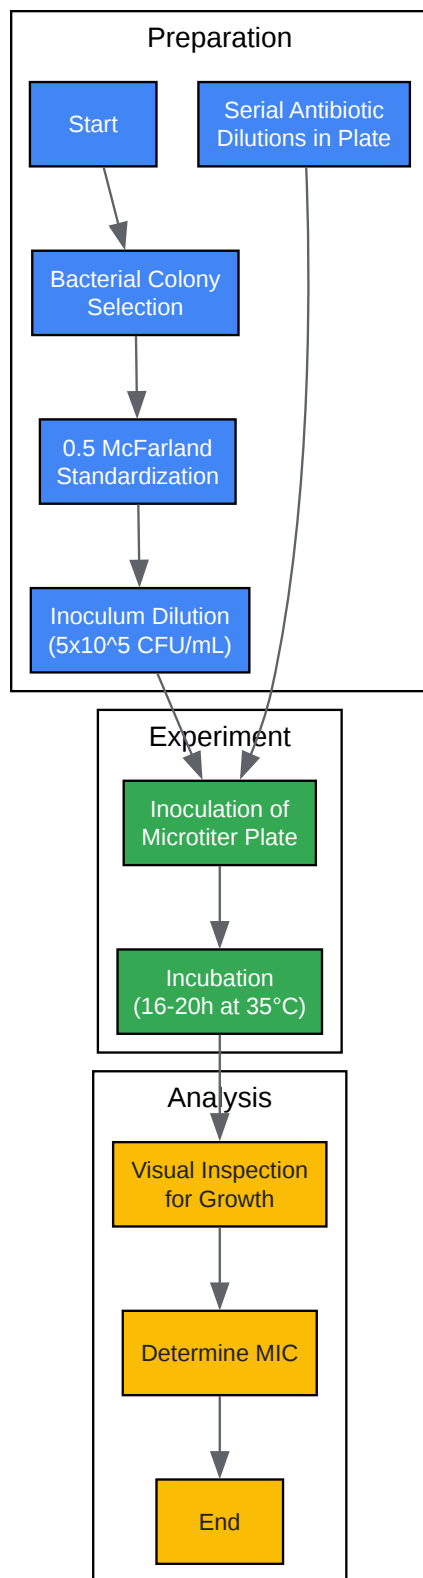 Preparation
Start
Serial Antibiotic
Dilutions in Plate
Bacterial Colony
Selection
0.5 McFarland
Standardization
Inoculum Dilution
(5x10^5 CFU/mL)
Experiment
Inoculation of
Microtiter Plate
Incubation
(16-20h at 35°C)
Analysis
Visual Inspection
for Growth
Determine MIC
End